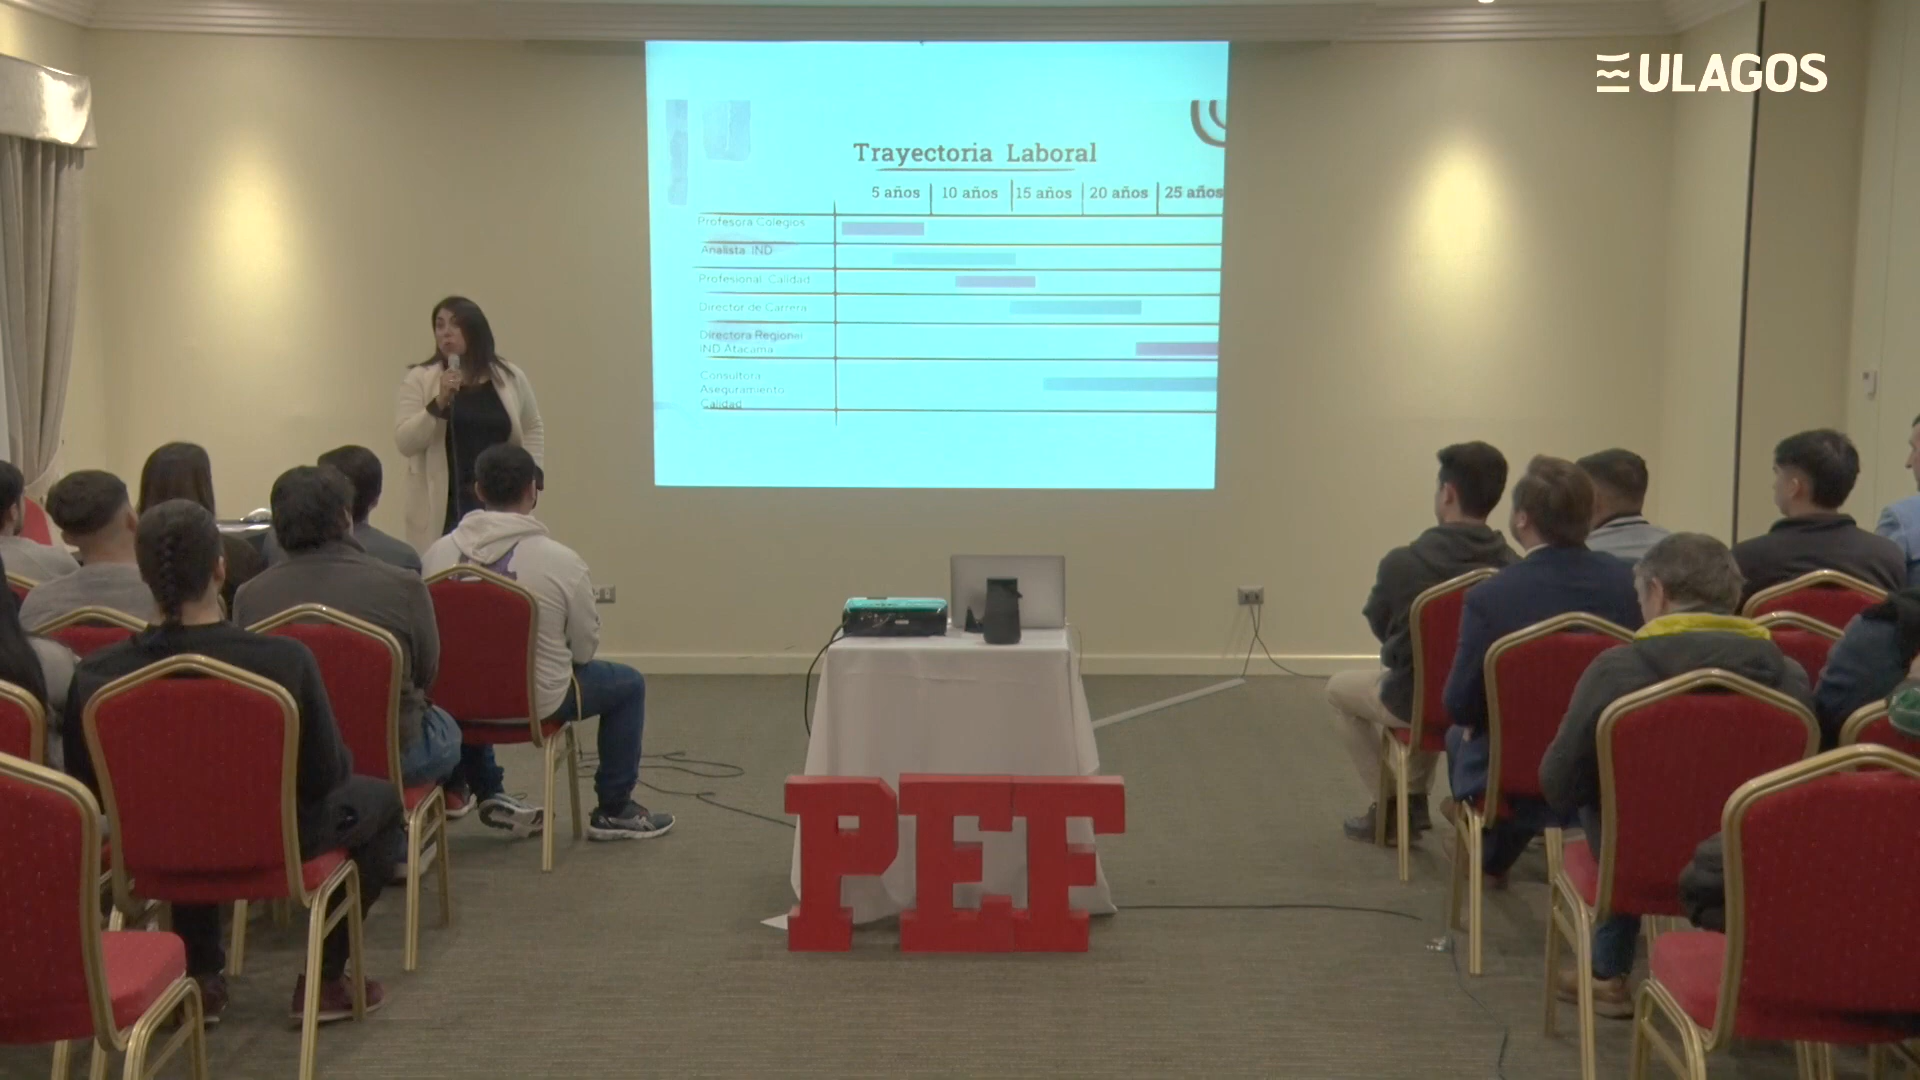 ULAGOS
Trayectoria Laboral
5 años 10 años 15 años 20 años 25 años
Profesora Colegios
Analista IND
Profesional Calidad
Director de Carrera
Directora Regional
IND Atacama
Consultora
Aseguramiento
Calidad
PEF